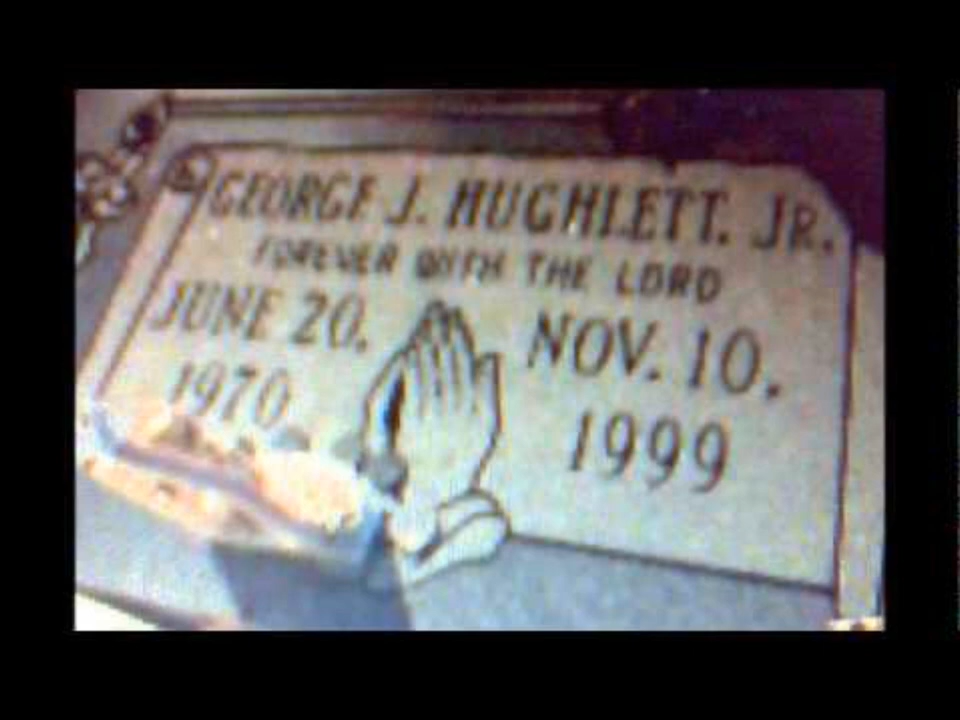 GEORGE J. HUGHLETT. JR.
FOREVER WITH THE LORD
JUNE 20, NOV. 10,
1970 1999